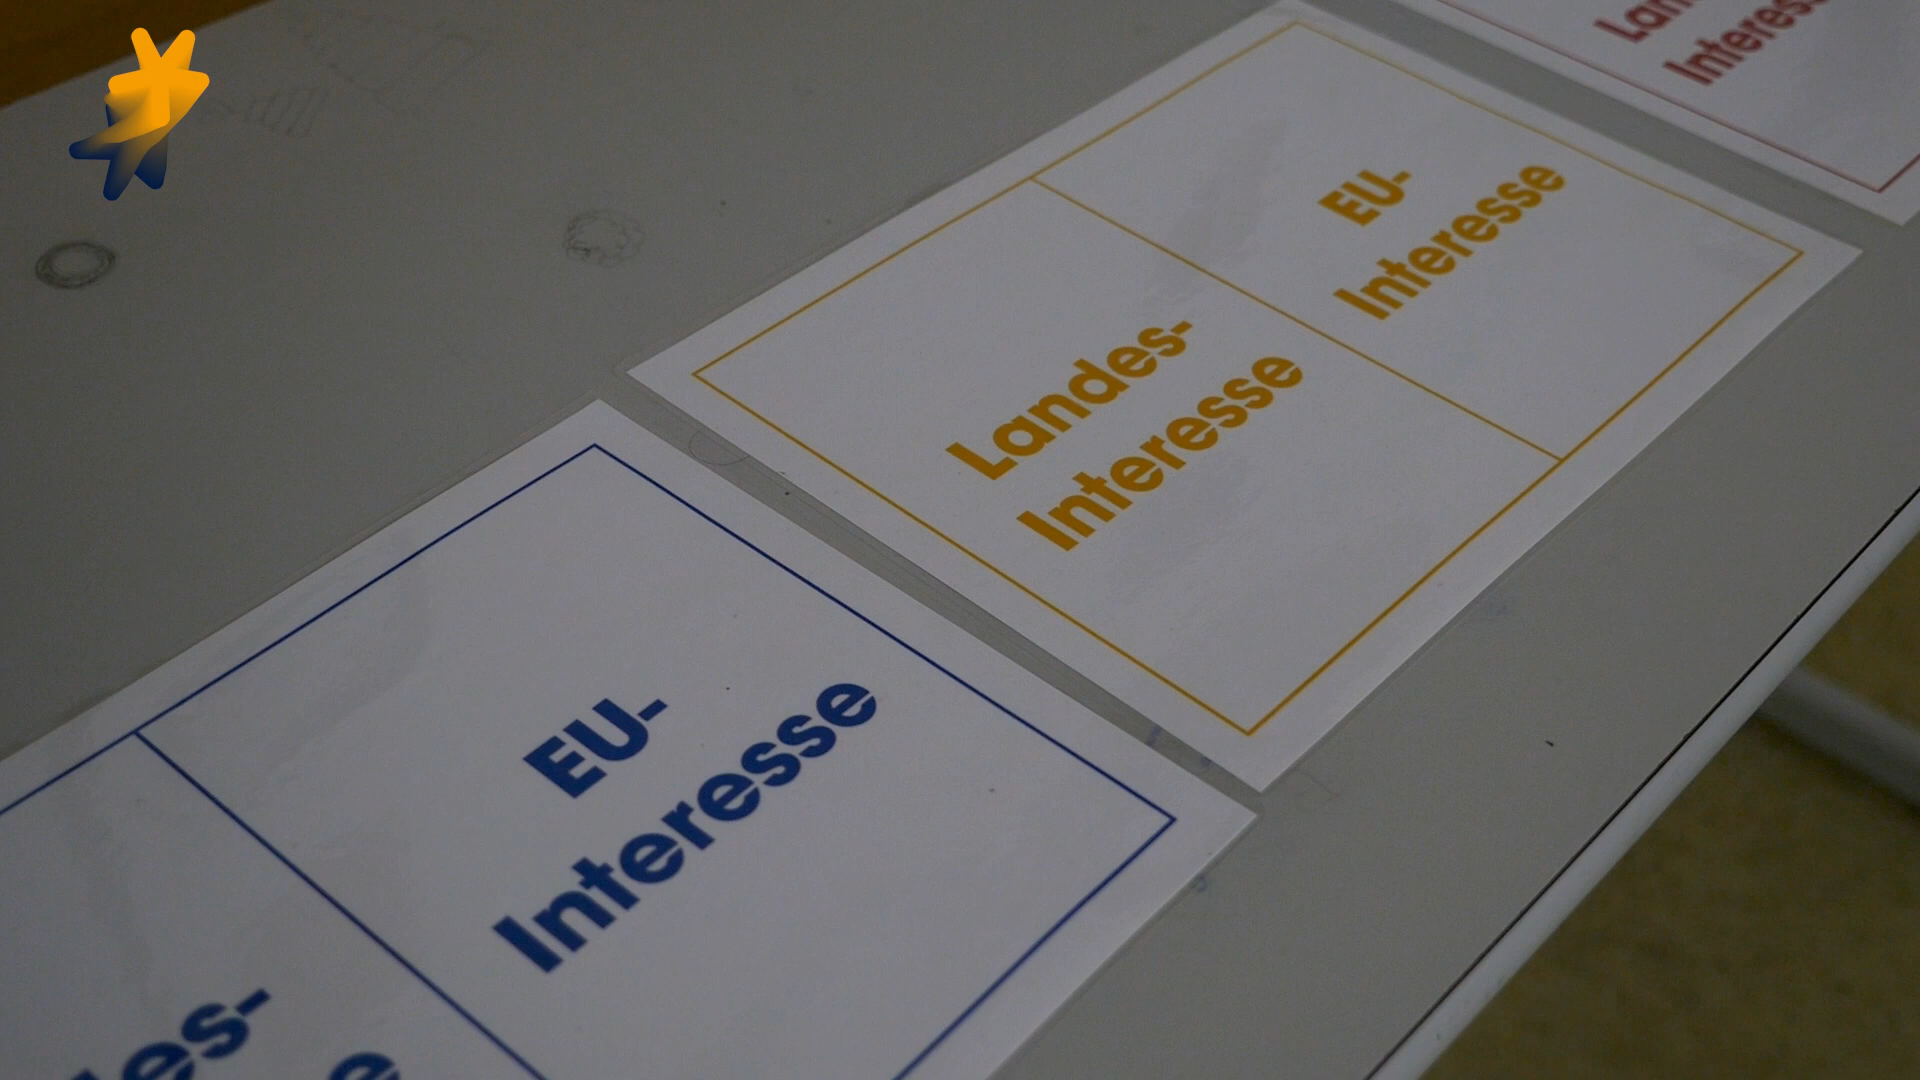 Landes-
Interesse
EU-
Interesse
EU-
Interesse